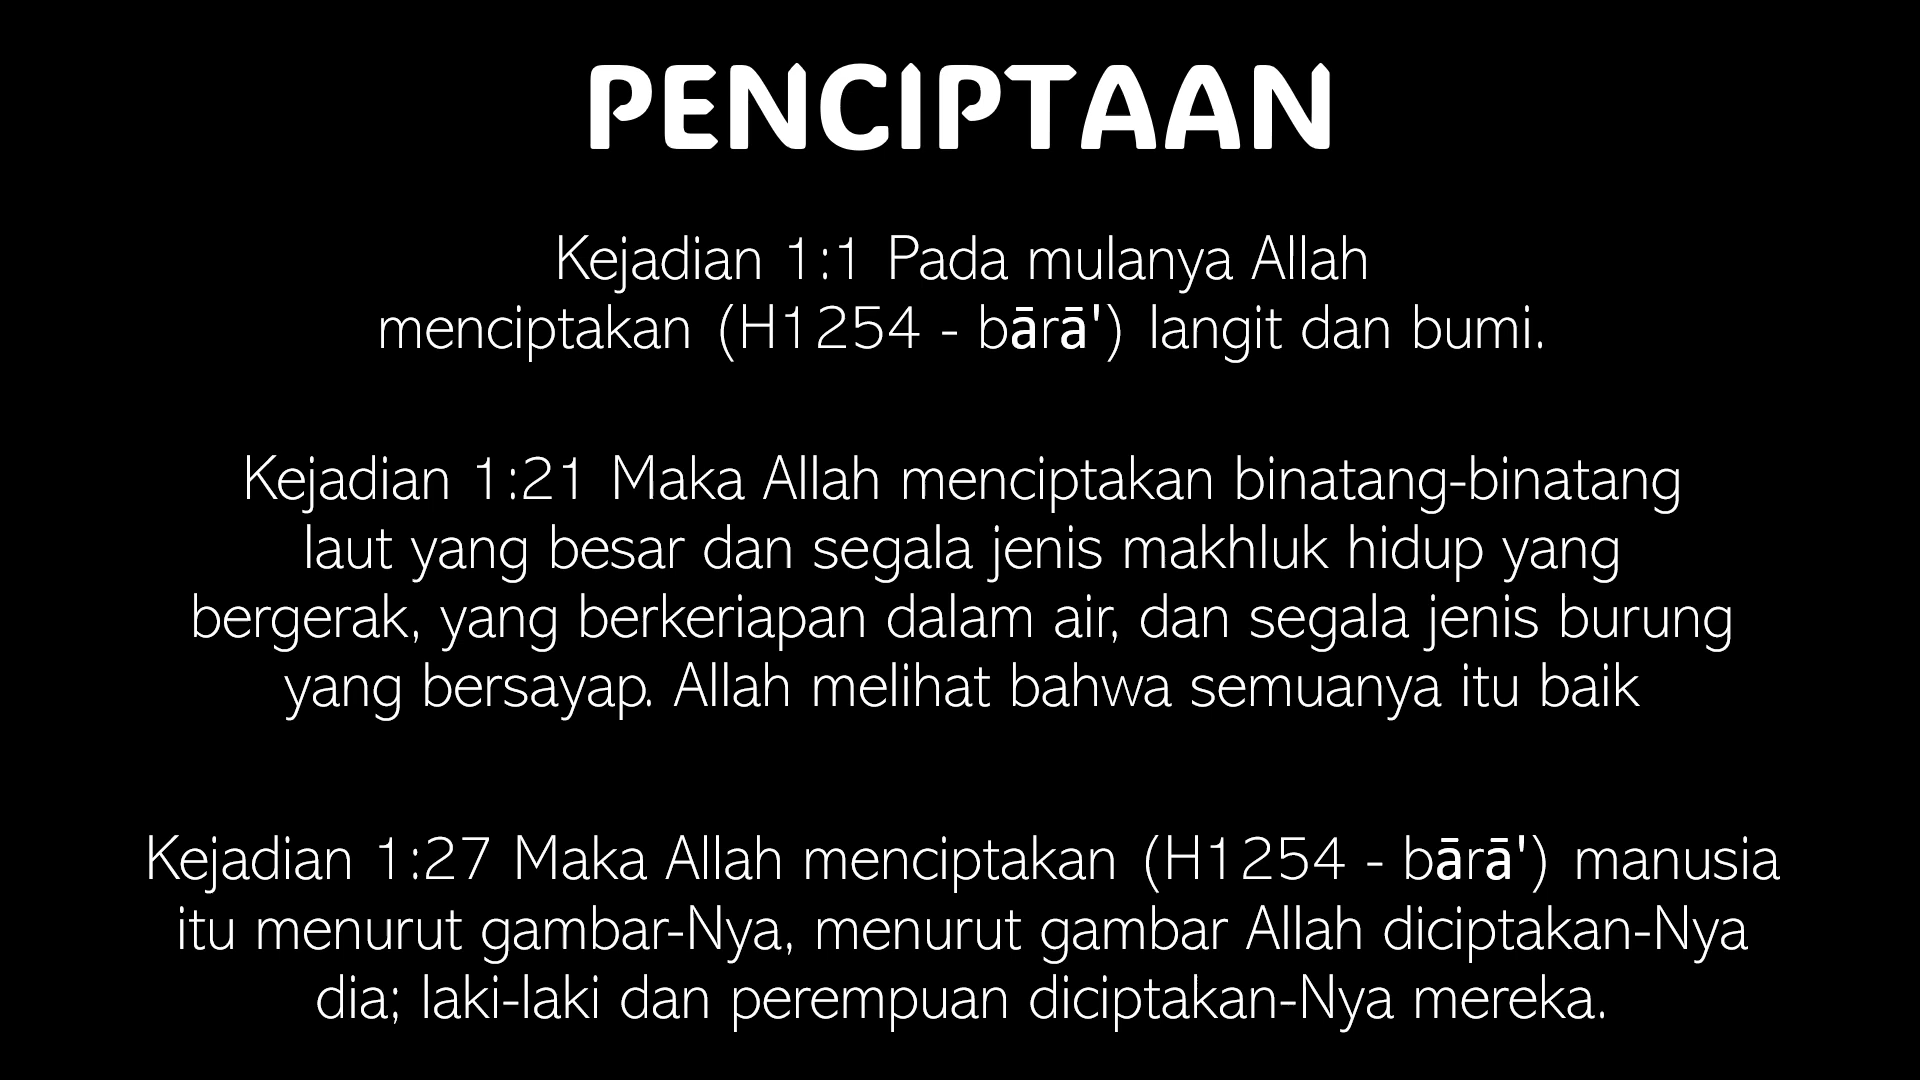 PENCIPTAAN
Kejadian 1:1 Pada mulanya Allah
menciptakan (H1254 - bārā') langit dan bumi.
Kejadian 1:21 Maka Allah menciptakan binatang-binatang
laut yang besar dan segala jenis makhluk hidup yang
bergerak, yang berkeriapan dalam air, dan segala jenis burung
yang bersayap. Allah melihat bahwa semuanya itu baik
Kejadian 1:27 Maka Allah menciptakan (H1254 - bārā') manusia
itu menurut gambar-Nya, menurut gambar Allah diciptakan-Nya
dia; laki-laki dan perempuan diciptakan-Nya mereka.